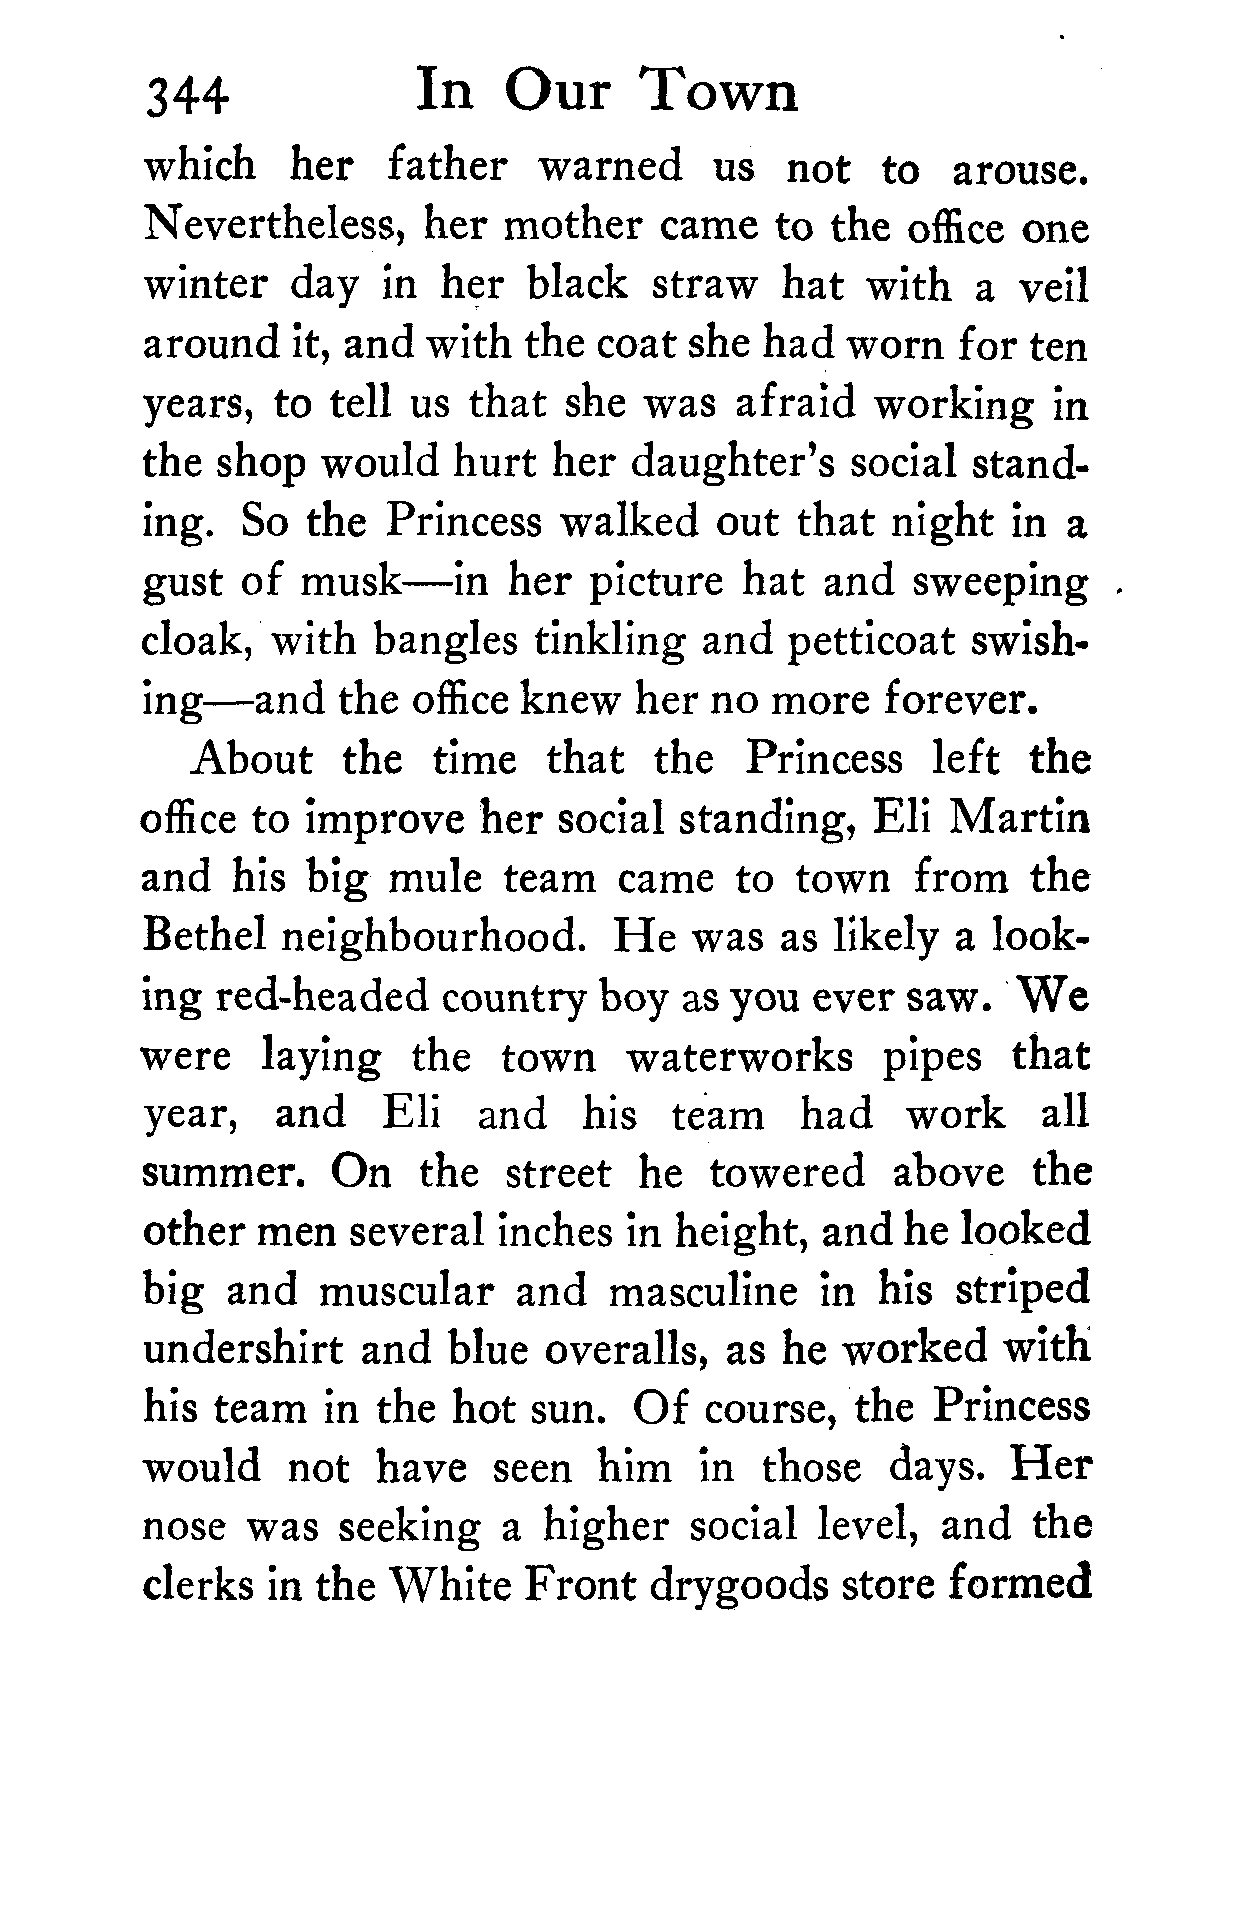 344 In Our Town
which her father warned us not to arouse.
Nevertheless, her mother came to the office one
winter day in her black straw hat with a veil
around it, and with the coat she had worn for ten
years, to tell us that she was afraid working in
the shop would hurt her daughter's social stand-
ing. So the Princess walked out that night in a
gust of musk—in her picture hat and sweeping
cloak, with bangles tinkling and petticoat swish-
ing—and the office knew her no more forever.
About the time that the Princess left the
office to improve her social standing, Eli Martin
and his big mule team came to town from the
Bethel neighbourhood. He was as likely a look-
ing red-headed country boy as you ever saw. We
were laying the town waterworks pipes that
year, and Eli and his team had work all
summer. On the street he towered above the
other men several inches in height, and he looked
big and muscular and masculine in his striped
undershirt and blue overalls, as he worked with
his team in the hot sun. Of course, the Princess
would not have seen him in those days. Her
nose was seeking a higher social level, and the
clerks in the White Front drygoods store formed